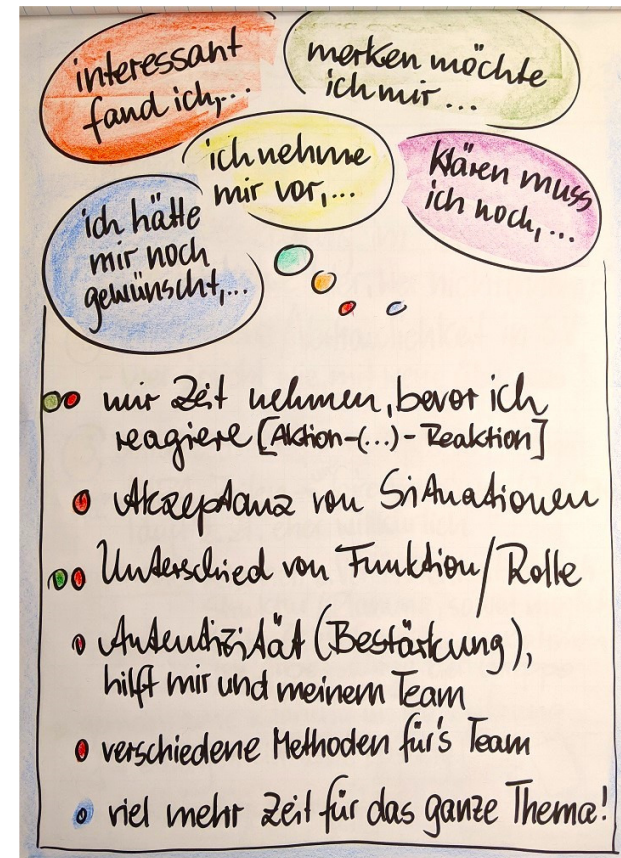 interessant
fand ich,...
merken möchte
ich mir ...
ich nehme
mir vor,...
klären muss
ich noch, ...
ich hätte
mir noch
gewünscht,...
mir Zeit nehmen, bevor ich
reagiere [Aktion-(...)-Reaktion]
Akzeptanz von Situationen
Unterschied von Funktion/Rolle
Autentizität (Bestärkung),
hilft mir und meinem Team
verschiedene Methoden für's Team
viel mehr Zeit für das ganze Thema!